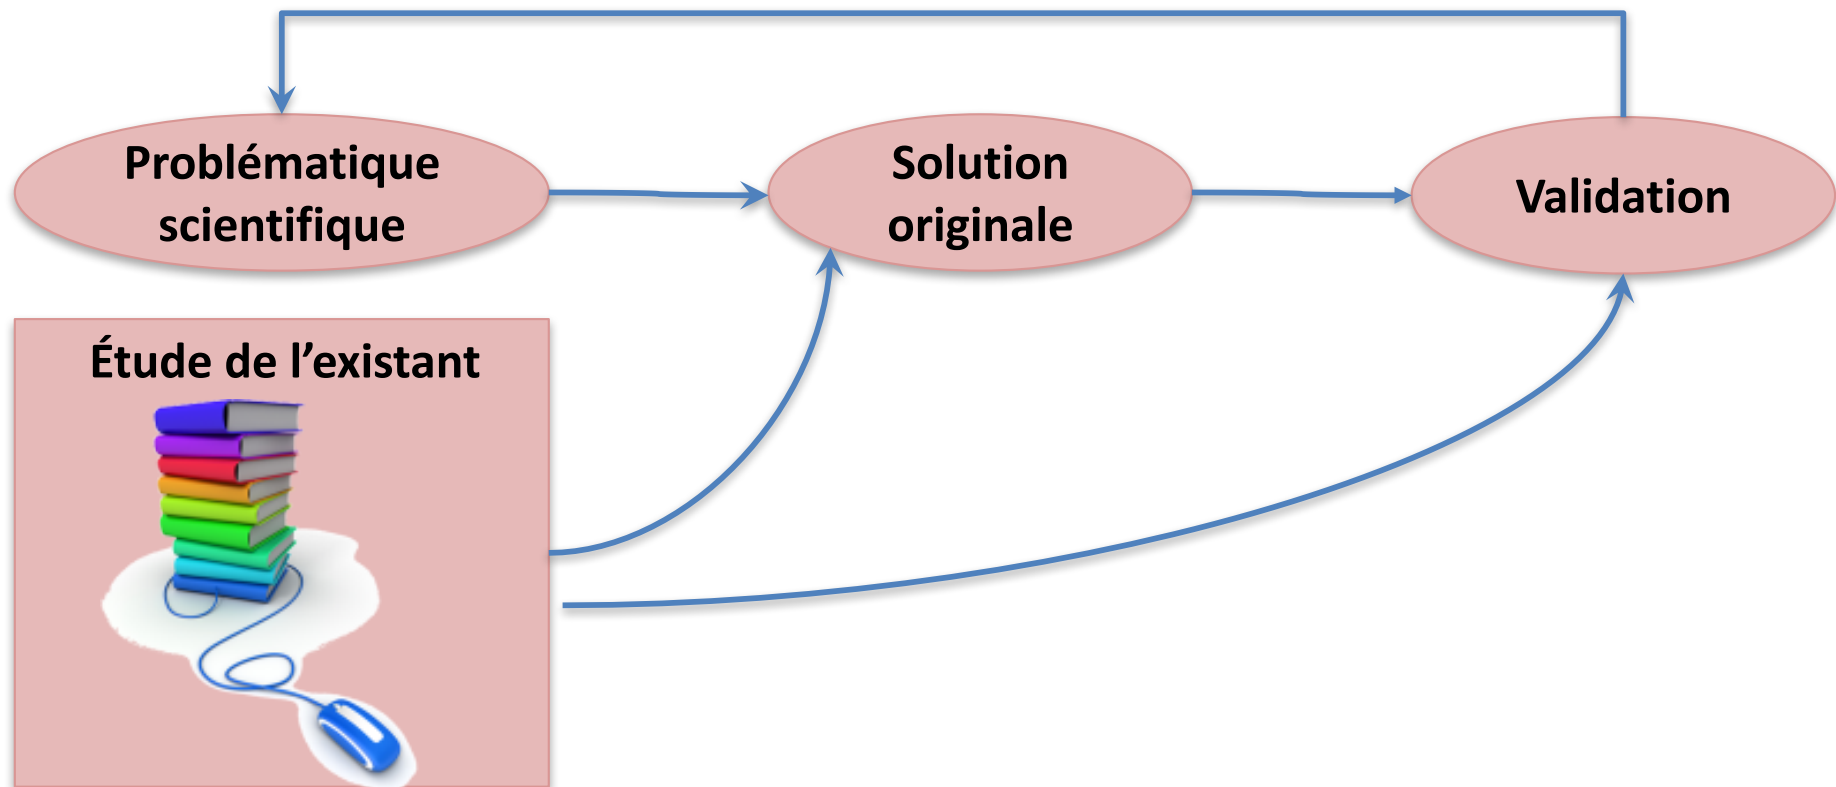 Problématique
scientifique
Solution
originale
Validation
Étude de l’existant